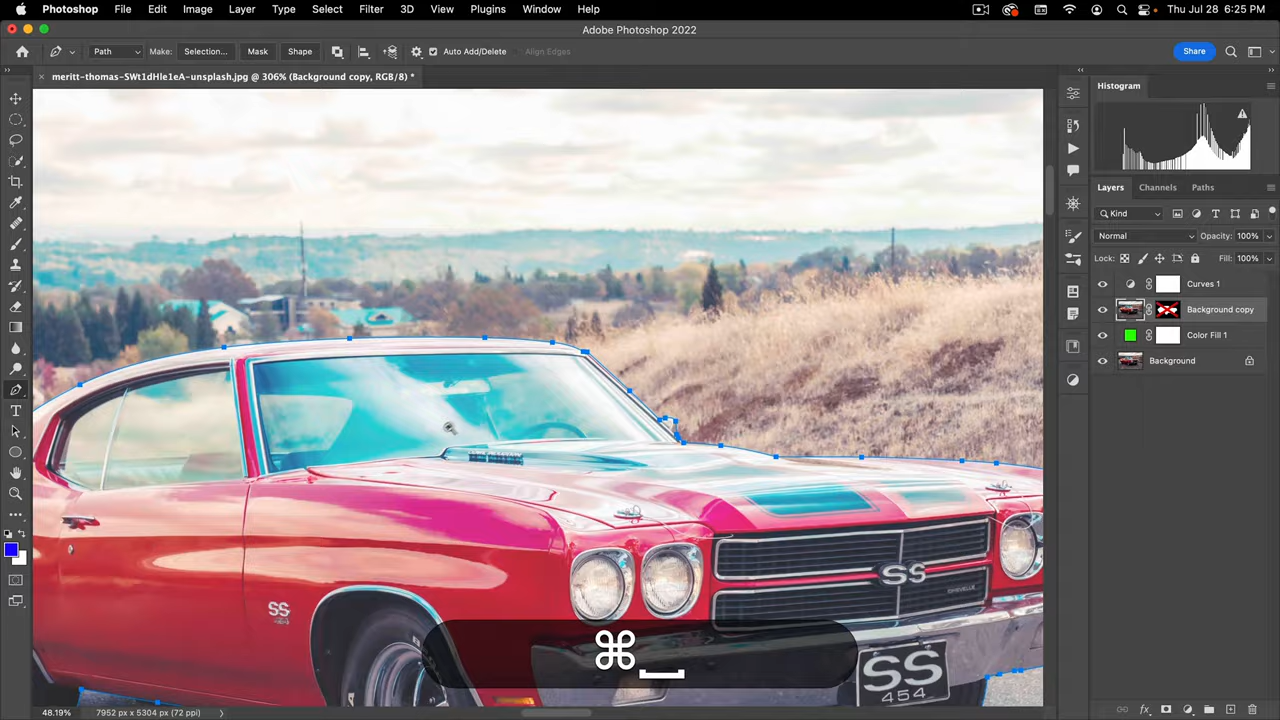 Photoshop File Edit Image Layer Type Select Filter 3D View Plugins Window Help Thu Jul 28 6:25 PM
Adobe Photoshop 2022
Path Make: Selection... Mask Shape Auto Add/Delete Align Edges Share
meritt-thomas-SWt1dHle1eA-unsplash.jpg @ 306% (Background copy, RGB/8) *
Histogram
Layers Channels Paths
Kind
Normal Opacity: 100%
Lock: Fill: 100%
Curves 1
Background copy
Color Fill 1
Background
SS
CHEVELLE
SS
454
SS
454
⌘
48.19% 7952 px x 5304 px (72 ppi)